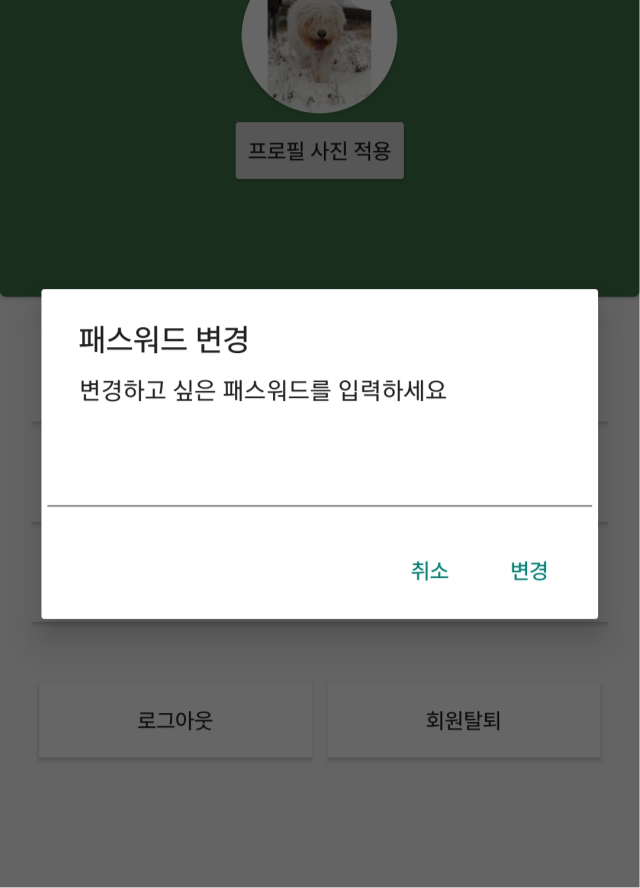 프로필 사진 적용
패스워드 변경
변경하고 싶은 패스워드를 입력하세요
취소 변경
로그아웃 회원탈퇴